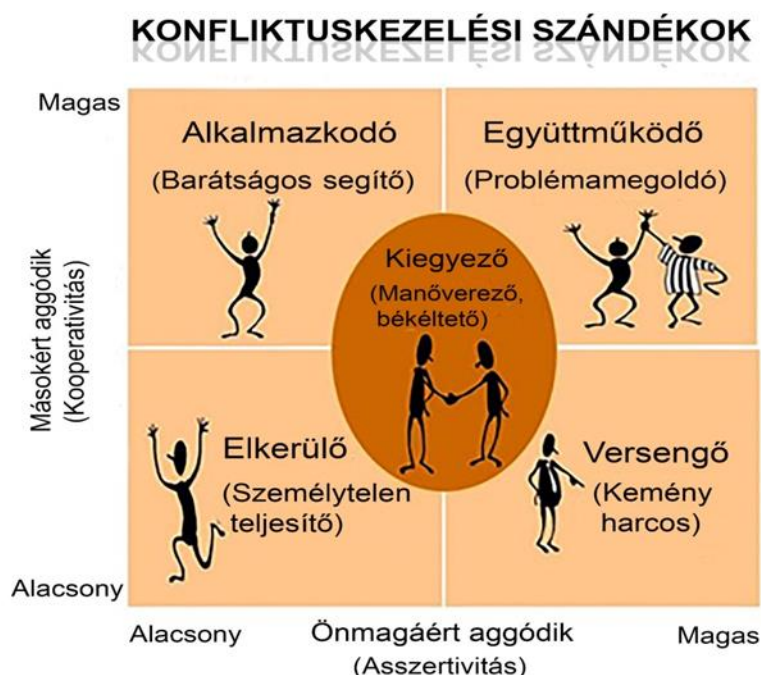 KONFLIKTUSKEZELÉSI SZÁNDÉKOK
Magas
Alkalmazkodó
(Barátságos segítő)
Együttműködő
(Problémamegoldó)
Kiegyező
(Manőverező,
békéltető)
Másokért aggódik
(Kooperativitás)
Elkerülő
(Személytelen
teljesítő)
Versengő
(Kemény
harcos)
Alacsony
Alacsony
Önmagáért aggódik
(Asszertivitás)
Magas